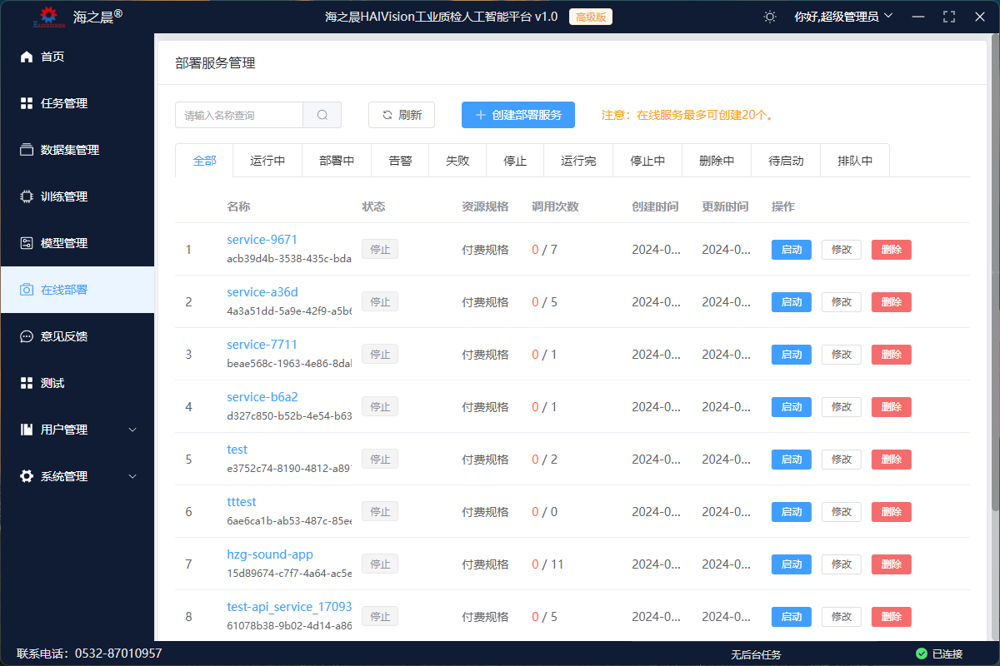 海之晨®
海之晨HAIVision工业质检人工智能平台 v1.0 高级版
你好,超级管理员
首页
任务管理
数据集管理
训练管理
模型管理
在线部署
意见反馈
测试
用户管理
系统管理
部署服务管理
请输入名称查询 刷新 创建部署服务 注意：在线服务最多可创建20个。
全部 运行中 部署中 告警 失败 停止 运行完 停止中 删除中 待启动 排队中
名称 状态 资源规格 调用次数 创建时间 更新时间 操作
1 service-9671 停止 付费规格 0 / 7 2024-0... 2024-0... 启动 修改 删除
acb39d4b-3538-435c-bda
2 service-a36d 停止 付费规格 0 / 5 2024-0... 2024-0... 启动 修改 删除
4a3a51dd-5a9e-42f9-a5b6
3 service-7711 停止 付费规格 0 / 1 2024-0... 2024-0... 启动 修改 删除
beae568c-1963-4e86-8dal
4 service-b6a2 停止 付费规格 0 / 1 2024-0... 2024-0... 启动 修改 删除
d327c850-b52b-4e54-b63
5 test 停止 付费规格 0 / 2 2024-0... 2024-0... 启动 修改 删除
e3752c74-8190-4812-a89
6 tttest 停止 付费规格 0 / 0 2024-0... 2024-0... 启动 修改 删除
6ae6ca1b-ab53-487c-85ee
7 hzg-sound-app 停止 付费规格 0 / 11 2024-0... 2024-0... 启动 修改 删除
15d89674-c7f7-4a64-ac5e
8 test-api_service_17093 停止 付费规格 0 / 5 2024-0... 2024-0... 启动 修改 删除
61078b38-9b02-4d14-a86
联系电话：0532-87010957 无后台任务 已连接